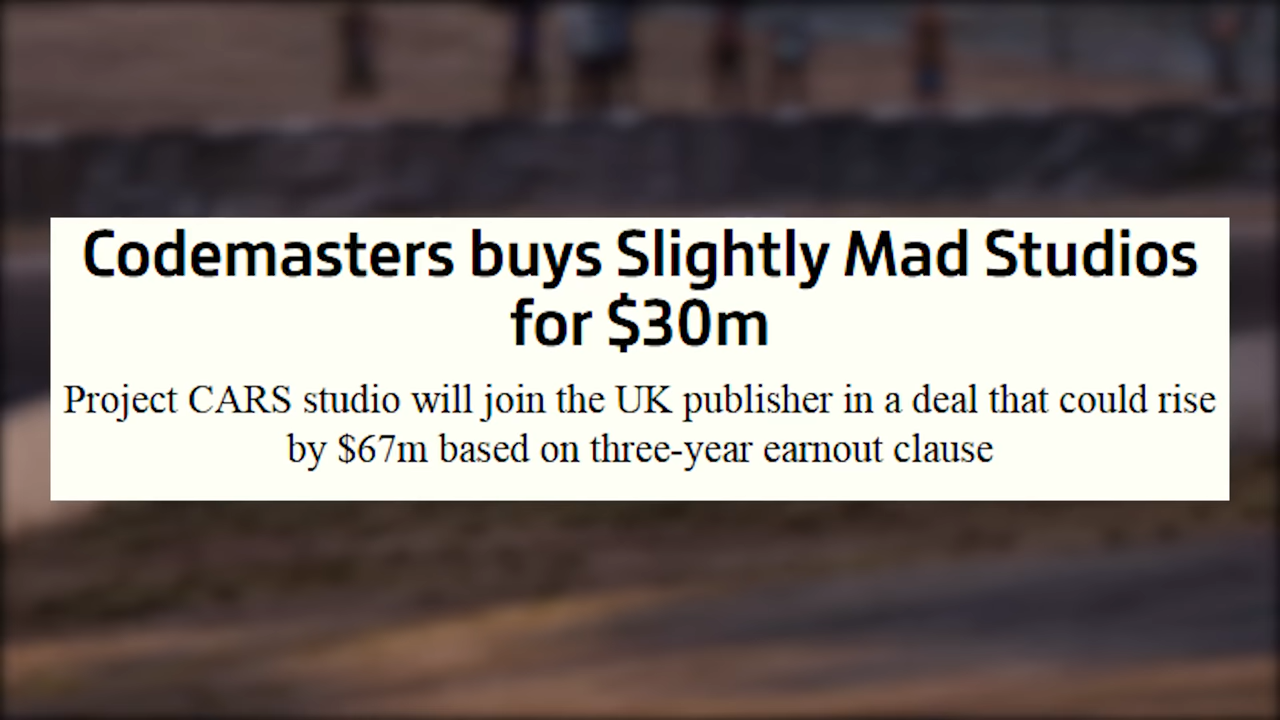 Codemasters buys Slightly Mad Studios
for $30m
Project CARS studio will join the UK publisher in a deal that could rise
by $67m based on three-year earnout clause